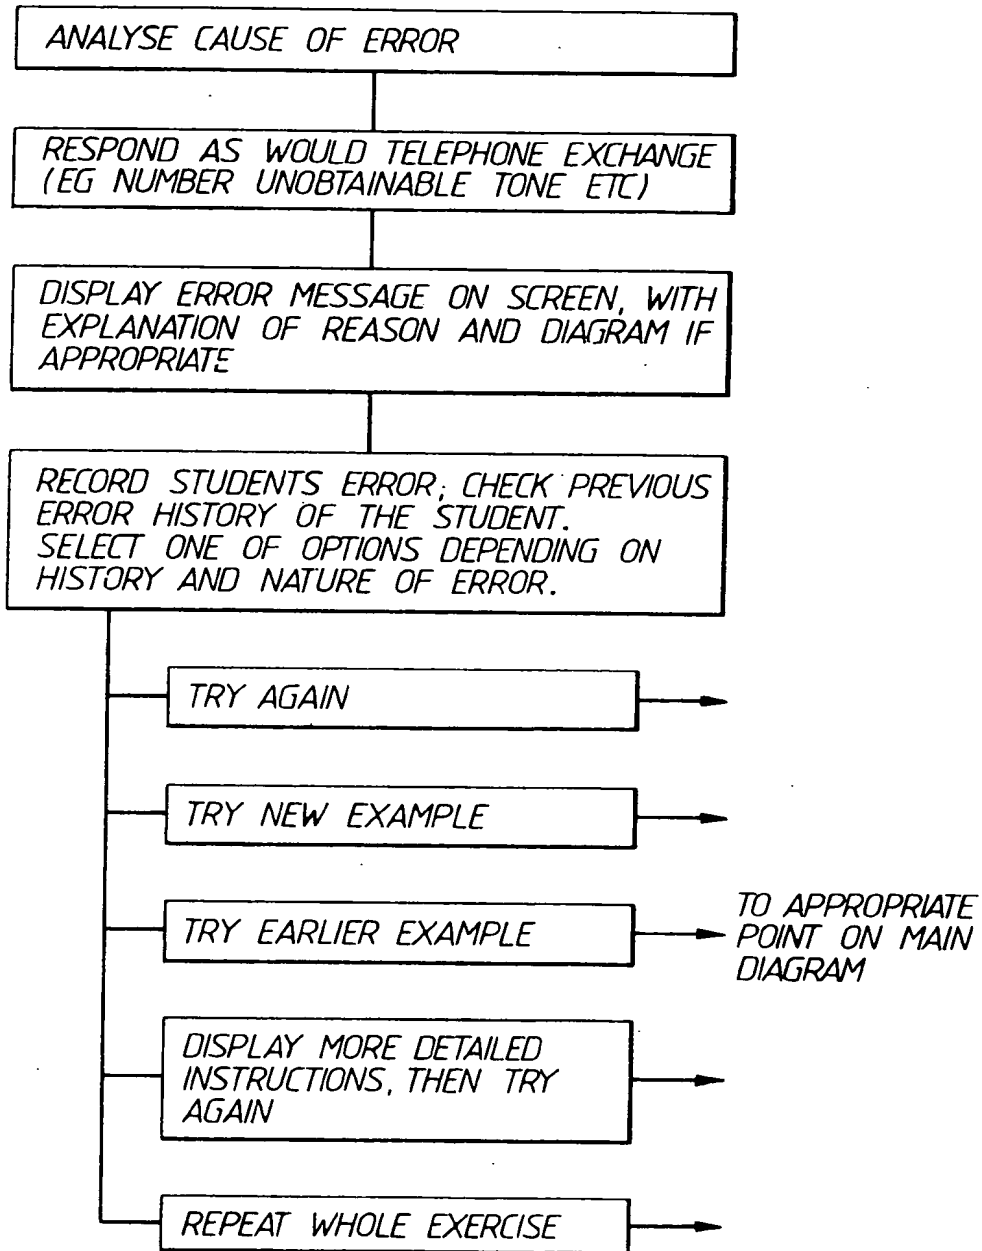 ANALYSE CAUSE OF ERROR
RESPOND AS WOULD TELEPHONE EXCHANGE
(EG NUMBER UNOBTAINABLE TONE ETC)
DISPLAY ERROR MESSAGE ON SCREEN, WITH
EXPLANATION OF REASON AND DIAGRAM IF
APPROPRIATE
RECORD STUDENTS ERROR; CHECK PREVIOUS
ERROR HISTORY OF THE STUDENT.
SELECT ONE OF OPTIONS DEPENDING ON
HISTORY AND NATURE OF ERROR.
TRY AGAIN
TRY NEW EXAMPLE
TRY EARLIER EXAMPLE
TO APPROPRIATE
POINT ON MAIN
DIAGRAM
DISPLAY MORE DETAILED
INSTRUCTIONS, THEN TRY
AGAIN
REPEAT WHOLE EXERCISE